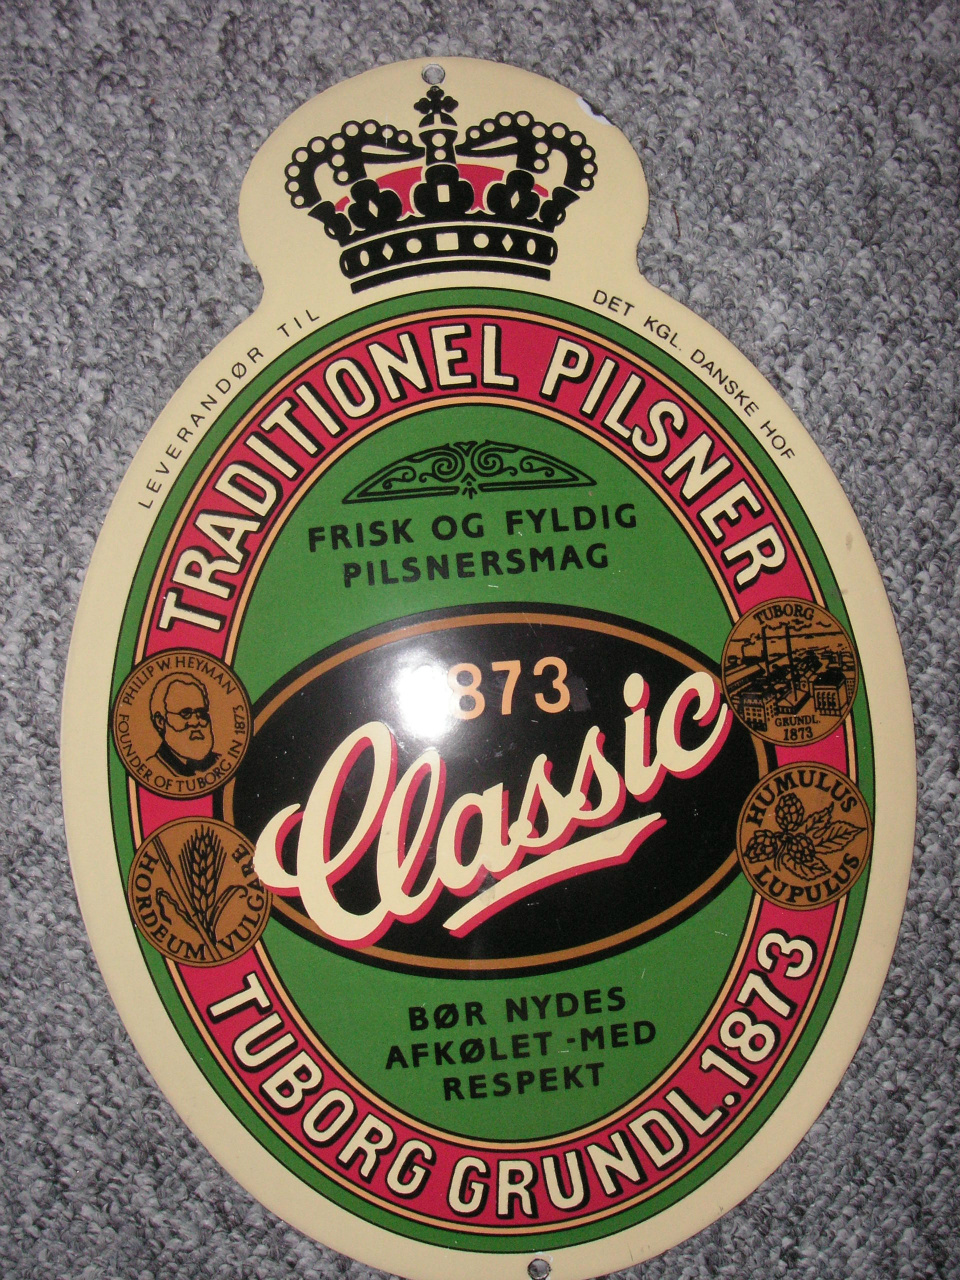 LEVERANDØR TIL DET KGL. DANSKE HOF
TRADITIONEL PILSNER
FRISK OG FYLDIG
PILSNERSMAG
1873
Classic
PHILIP W. HEYMAN
FOUNDER OF TUBORG IN 1873
TUBORG
GRUNDL.
1873
HORDEUM VULGARE
HUMULUS
LUPULUS
BØR NYDES
AFKØLET -MED
RESPEKT
TUBORG GRUNDL. 1873